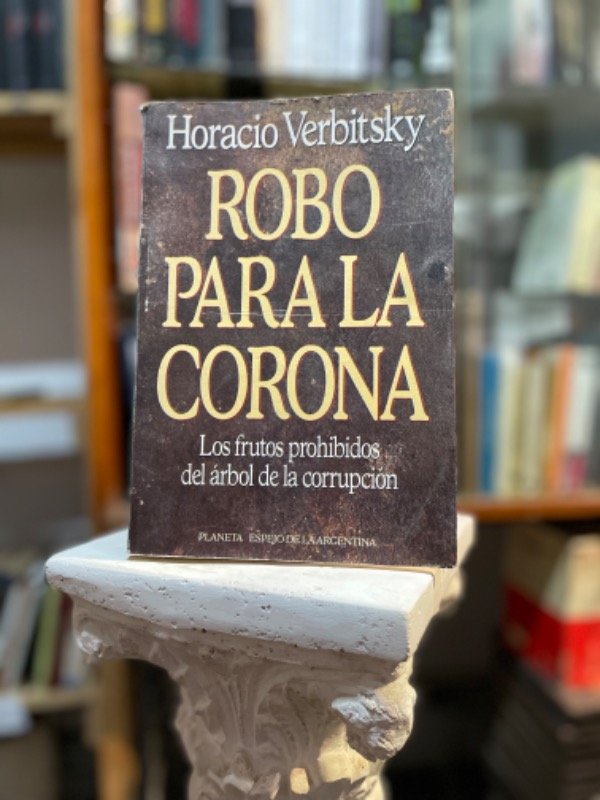 Horacio Verbitsky
ROBO
PARA LA
CORONA
Los frutos prohibidos
del árbol de la corrupción
PLANETA ESPEJO DE LA ARGENTINA